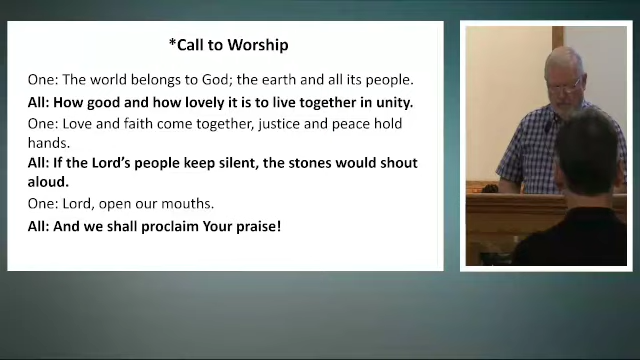 *Call to Worship
One: The world belongs to God; the earth and all its people.
All: How good and how lovely it is to live together in unity.
One: Love and faith come together, justice and peace hold
hands.
All: If the Lord's people keep silent, the stones would shout
aloud.
One: Lord, open our mouths.
All: And we shall proclaim Your praise!